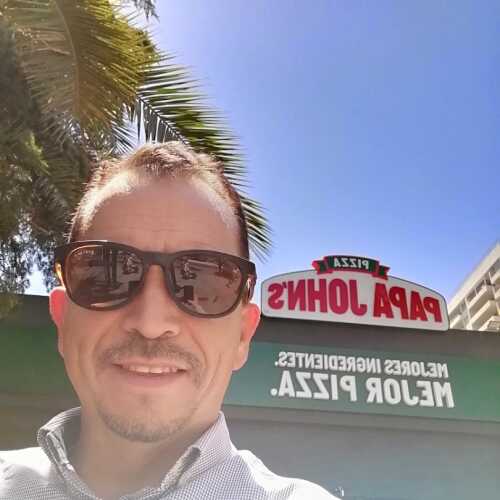 PIZZA
PAPA JOHN'S
MEJORES INGREDIENTES.
MEJOR PIZZA.